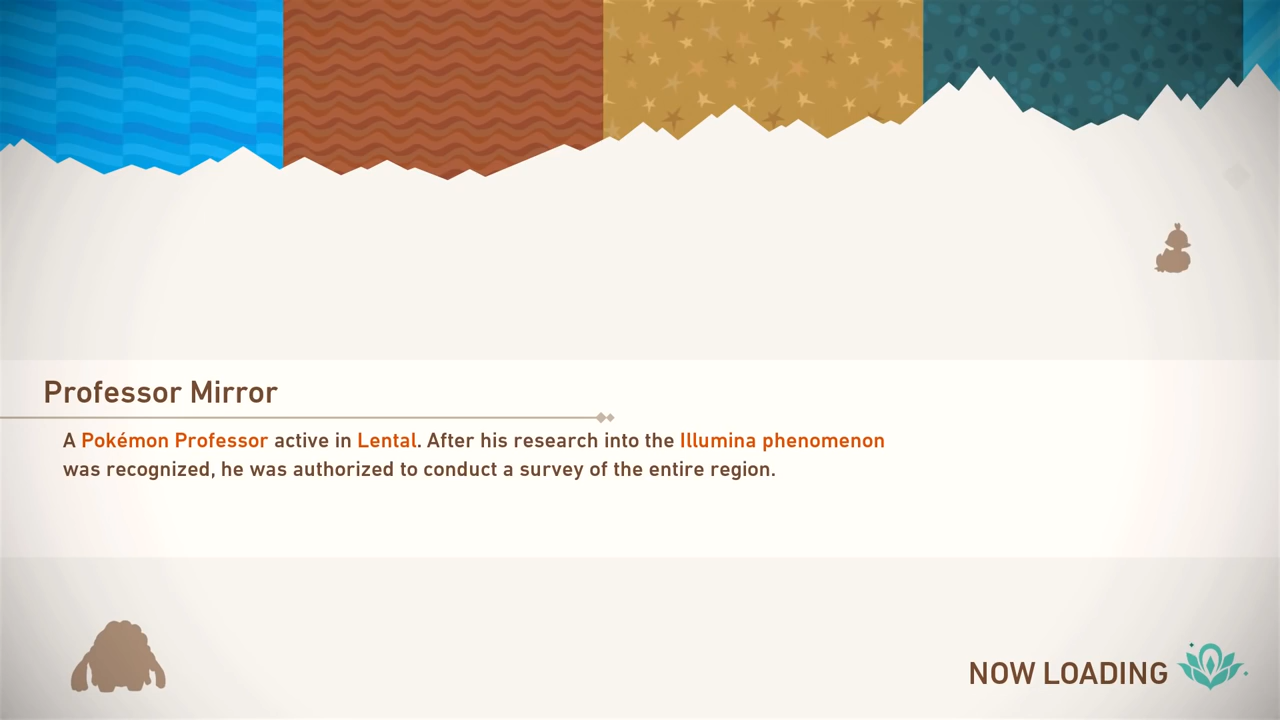 Professor Mirror
A Pokémon Professor active in Lental. After his research into the Illumina phenomenon
was recognized, he was authorized to conduct a survey of the entire region.
NOW LOADING